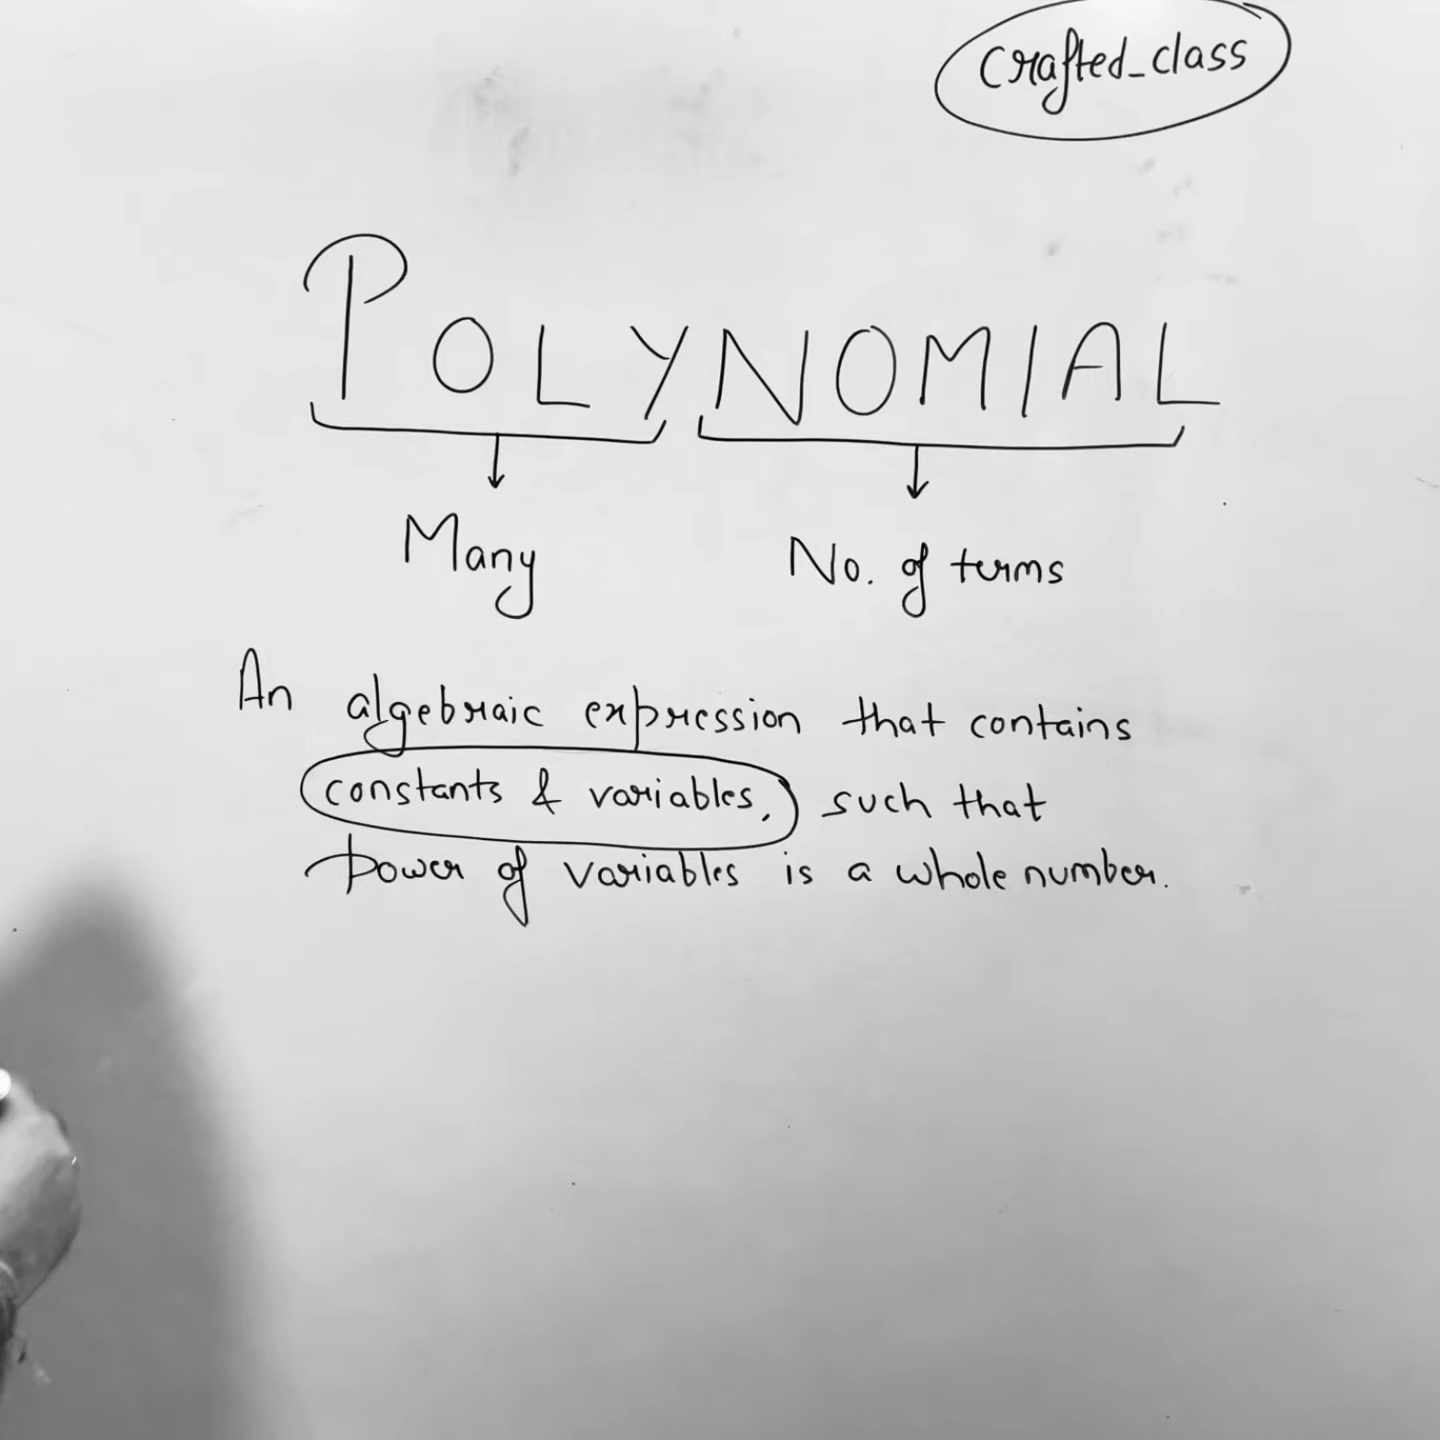 Crafted_class
POLYNOMIAL
Many No. of terms
An algebraic expression that contains
constants & variables, such that
power of variables is a whole number.